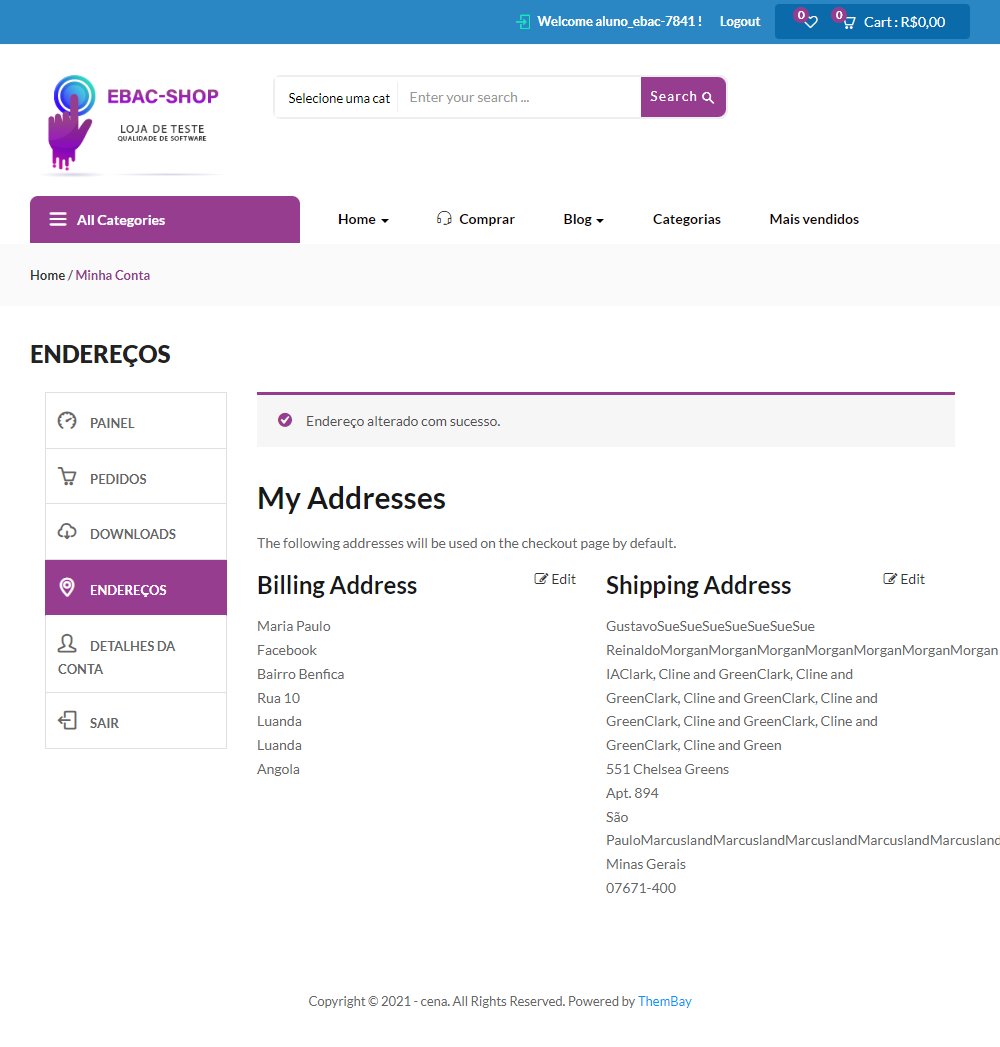 Welcome aluno_ebac-7841 ! Logout 0 0 Cart : R$0,00
EBAC-SHOP
LOJA DE TESTE
QUALIDADE DE SOFTWARE
Selecione uma cat Enter your search ... Search
All Categories Home Comprar Blog Categorias Mais vendidos
Home / Minha Conta
ENDEREÇOS
PAINEL
PEDIDOS
DOWNLOADS
ENDEREÇOS
DETALHES DA
CONTA
SAIR
Endereço alterado com sucesso.
My Addresses
The following addresses will be used on the checkout page by default.
Billing Address Edit
Maria Paulo
Facebook
Bairro Benfica
Rua 10
Luanda
Luanda
Angola
Shipping Address Edit
GustavoSueSueSueSueSueSueSue
ReinaldoMorganMorganMorganMorganMorganMorganMorgan
IAClark, Cline and GreenClark, Cline and
GreenClark, Cline and GreenClark, Cline and
GreenClark, Cline and GreenClark, Cline and
GreenClark, Cline and Green
551 Chelsea Greens
Apt. 894
São
PauloMarcuslandMarcuslandMarcuslandMarcuslandMarcusland
Minas Gerais
07671-400
Copyright © 2021 - cena. All Rights Reserved. Powered by ThemBay